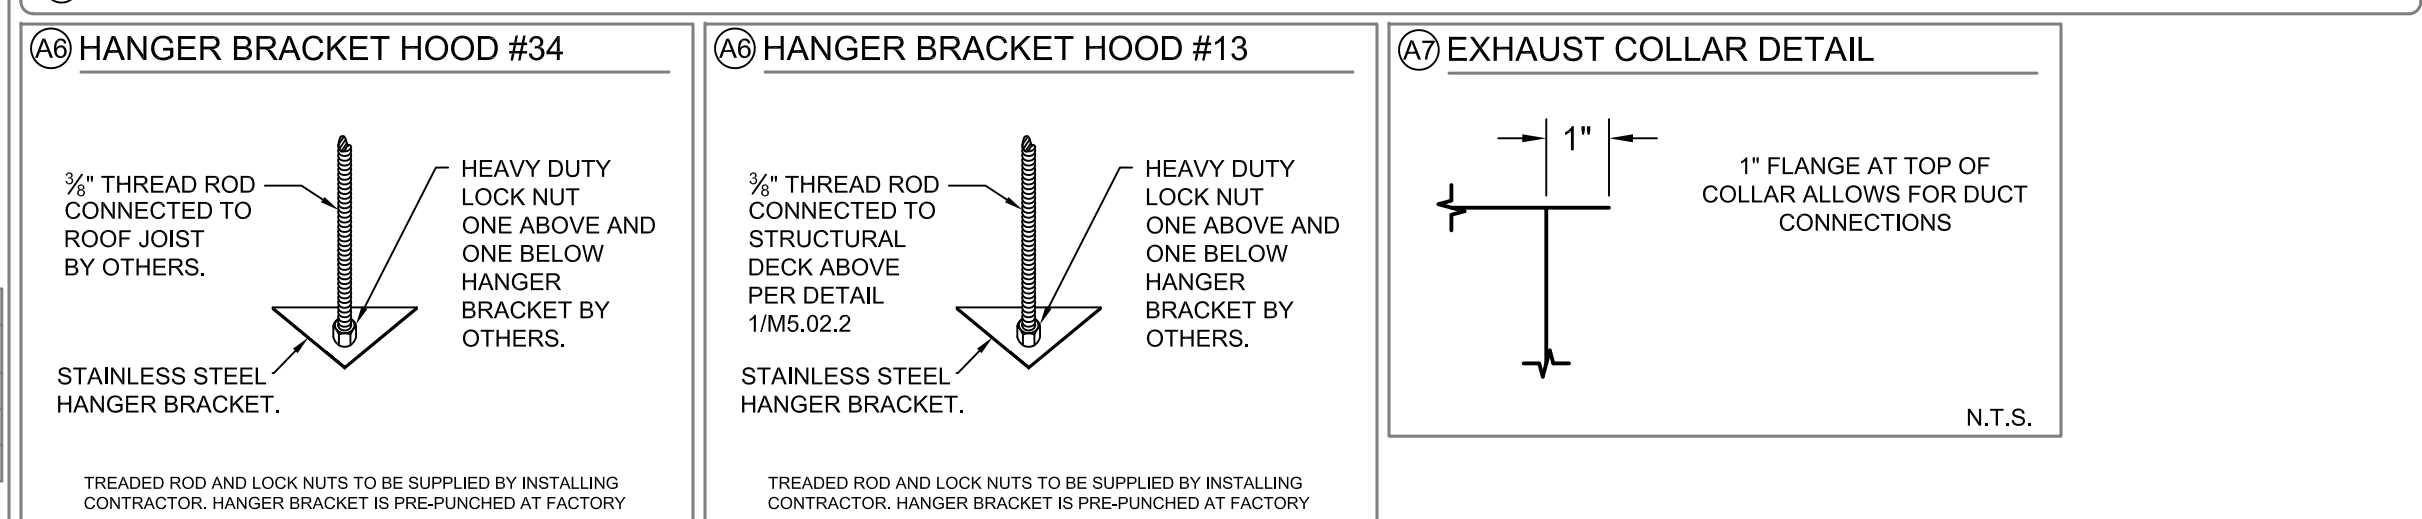 A6 HANGER BRACKET HOOD #34
3/8" THREAD ROD
CONNECTED TO
ROOF JOIST
BY OTHERS.
HEAVY DUTY
LOCK NUT
ONE ABOVE AND
ONE BELOW
HANGER
BRACKET BY
OTHERS.
STAINLESS STEEL
HANGER BRACKET.
TREADED ROD AND LOCK NUTS TO BE SUPPLIED BY INSTALLING
CONTRACTOR. HANGER BRACKET IS PRE-PUNCHED AT FACTORY
A6 HANGER BRACKET HOOD #13
3/8" THREAD ROD
CONNECTED TO
STRUCTURAL
DECK ABOVE
PER DETAIL
1/M5.02.2
HEAVY DUTY
LOCK NUT
ONE ABOVE AND
ONE BELOW
HANGER
BRACKET BY
OTHERS.
STAINLESS STEEL
HANGER BRACKET.
TREADED ROD AND LOCK NUTS TO BE SUPPLIED BY INSTALLING
CONTRACTOR. HANGER BRACKET IS PRE-PUNCHED AT FACTORY
A7 EXHAUST COLLAR DETAIL
1"
1" FLANGE AT TOP OF
COLLAR ALLOWS FOR DUCT
CONNECTIONS
N.T.S.